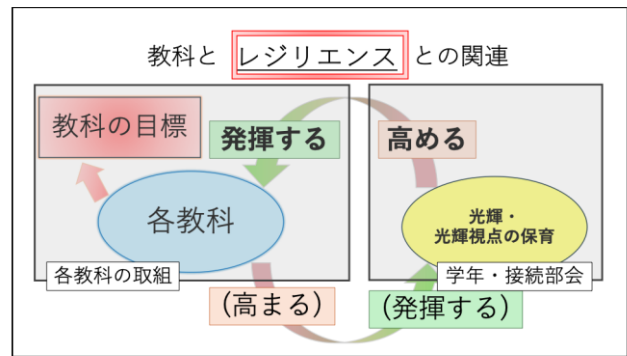 教科と レジリエンス との関連
教科の目標
発揮する
高める
各教科
光輝・
光輝視点の保育
各教科の取組
学年・接続部会
(高まる)
(発揮する)